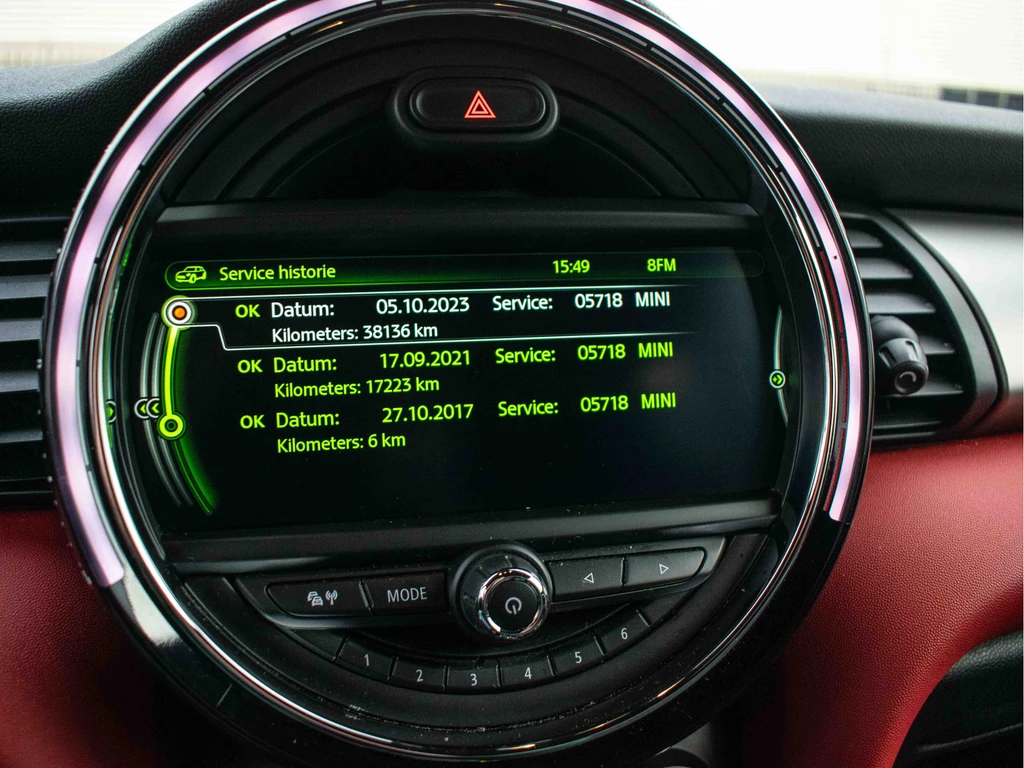 Service historie 15:49 8FM
OK Datum: 05.10.2023 Service: 05718 MINI
Kilometers: 38136 km
OK Datum: 17.09.2021 Service: 05718 MINI
Kilometers: 17223 km
OK Datum: 27.10.2017 Service: 05718 MINI
Kilometers: 6 km
MODE
1 2 3 4 5 6